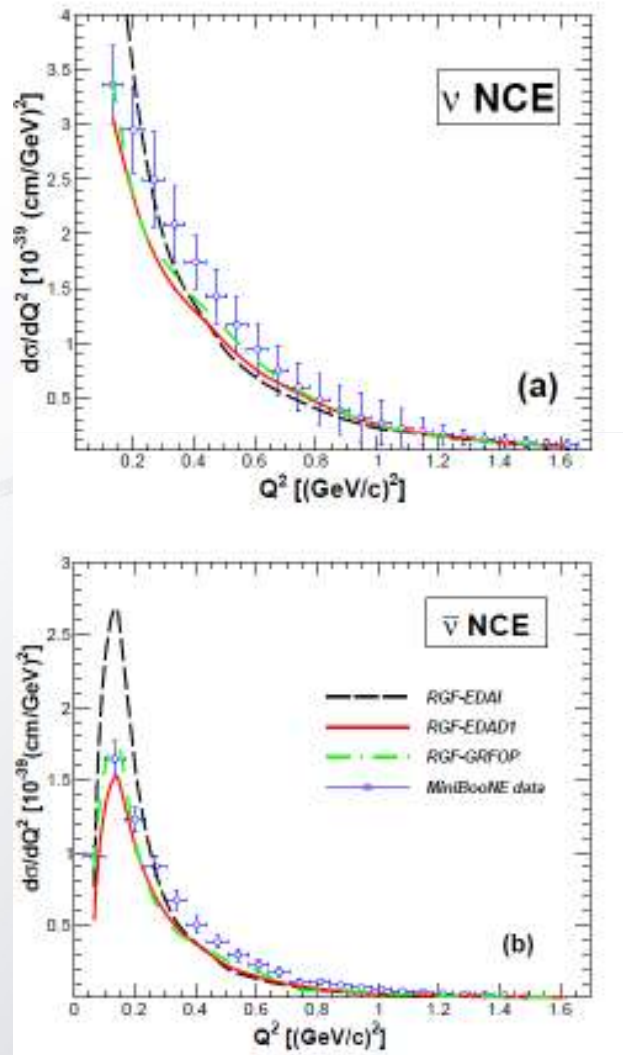 4
3.5
3
2.5
2
1.5
1
0.5
0.2 0.4 0.6 0.8 1 1.2 1.4 1.6
dσ/dQ² [10⁻³⁹ (cm/GeV)²]
Q² [(GeV/c)²]
ν NCE
(a)
3
2.5
2
1.5
1
0.5
0 0.2 0.4 0.6 0.8 1 1.2 1.4 1.6
dσ/dQ² [10⁻³⁹(cm/GeV)²]
Q² [(GeV/c)²]
ν̅ NCE
RGF-EDAI
RGF-EDAD1
RGF-GRFOP
MiniBooNE data
(b)